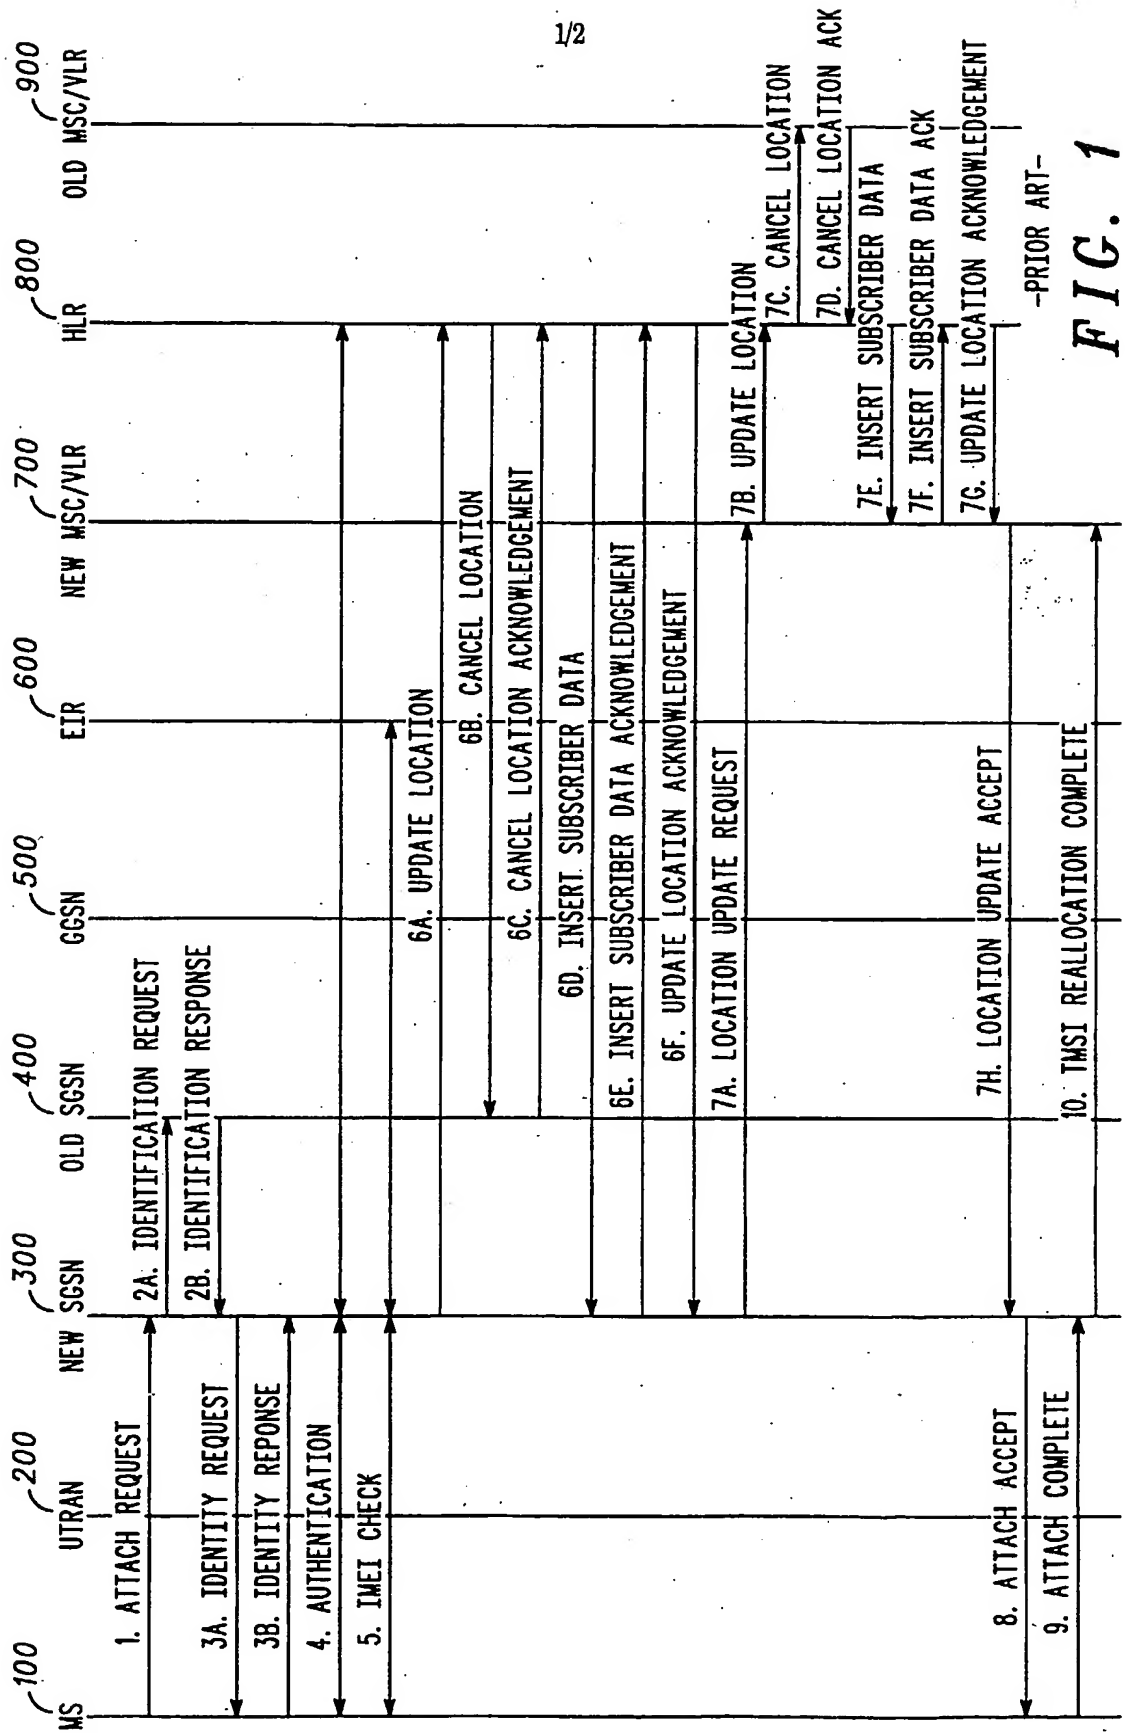 1/2
100 200 300 400 500 600 700 800 900
MS UTRAN NEW SGSN OLD SGSN GGSN EIR NEW MSC/VLR HLR OLD MSC/VLR
1. ATTACH REQUEST
2A. IDENTIFICATION REQUEST
2B. IDENTIFICATION RESPONSE
3A. IDENTITY REQUEST
3B. IDENTITY REPONSE
4. AUTHENTICATION
5. IMEI CHECK
6A. UPDATE LOCATION
6B. CANCEL LOCATION
6C. CANCEL LOCATION ACKNOWLEDGEMENT
6D. INSERT SUBSCRIBER DATA
6E. INSERT SUBSCRIBER DATA ACKNOWLEDGEMENT
6F. UPDATE LOCATION ACKNOWLEDGEMENT
7A. LOCATION UPDATE REQUEST
7B. UPDATE LOCATION
7C. CANCEL LOCATION
7D. CANCEL LOCATION ACK
7E. INSERT SUBSCRIBER DATA
7F. INSERT SUBSCRIBER DATA ACK
7G. UPDATE LOCATION ACKNOWLEDGEMENT
7H. LOCATION UPDATE ACCEPT
8. ATTACH ACCEPT
9. ATTACH COMPLETE
10. TMSI REALLOCATION COMPLETE
-PRIOR ART-
FIG. 1